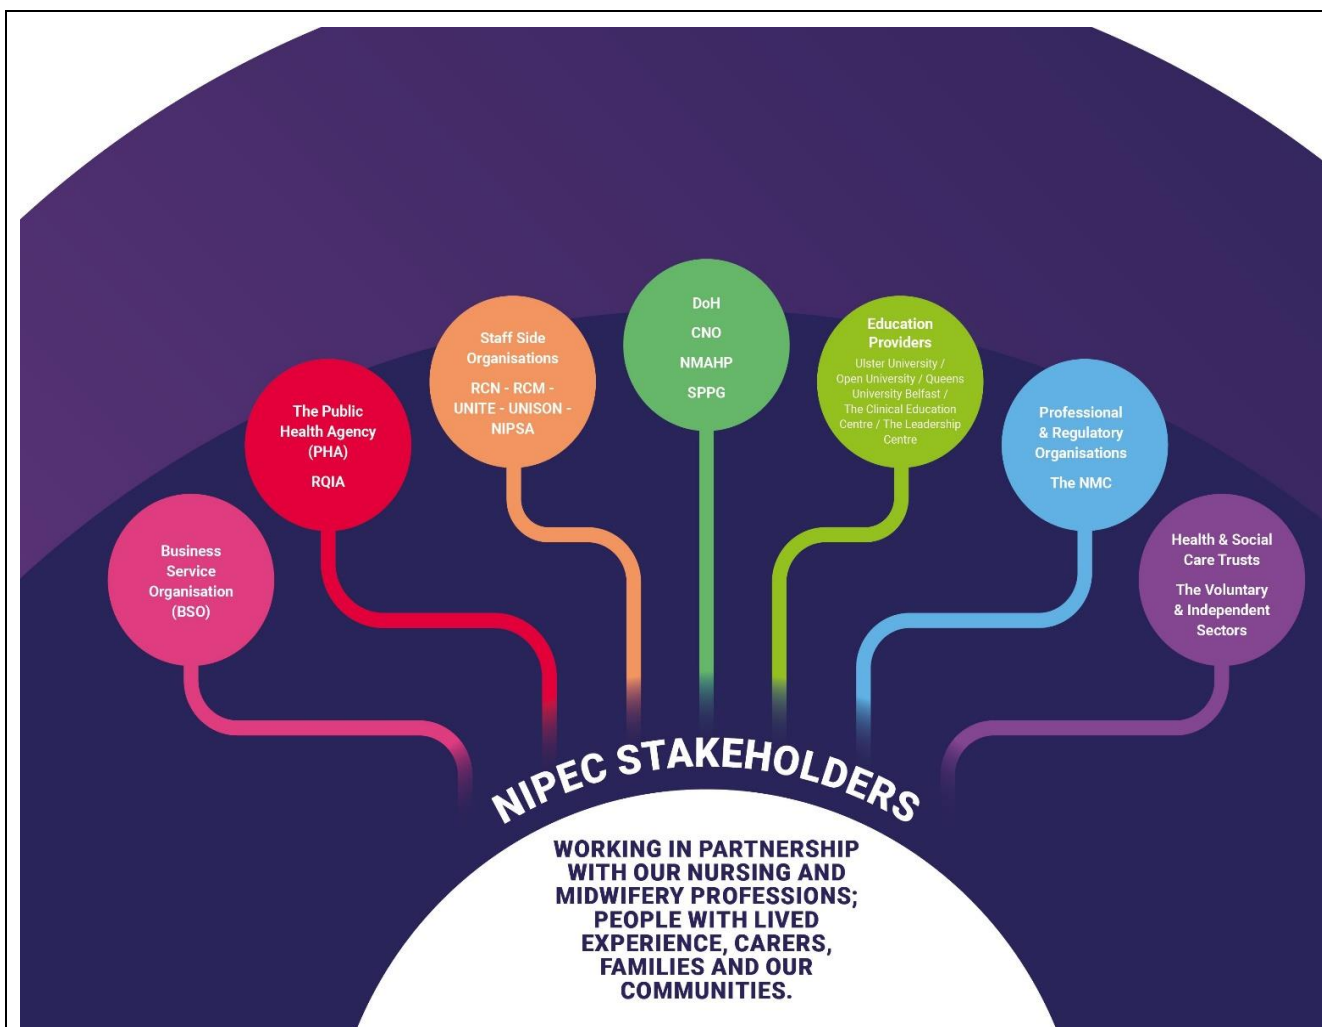 Business
Service
Organisation
(BSO)
The Public
Health Agency
(PHA)
RQIA
Staff Side
Organisations
RCN - RCM -
UNITE - UNISON -
NIPSA
DoH
CNO
NMAHP
SPPG
Education
Providers
Ulster University /
Open University / Queens
University Belfast /
The Clinical Education
Centre / The Leadership
Centre
Professional
& Regulatory
Organisations
The NMC
Health & Social
Care Trusts
The Voluntary
& Independent
Sectors
NIPEC STAKEHOLDERS
WORKING IN PARTNERSHIP
WITH OUR NURSING AND
MIDWIFERY PROFESSIONS;
PEOPLE WITH LIVED
EXPERIENCE, CARERS,
FAMILIES AND OUR
COMMUNITIES.